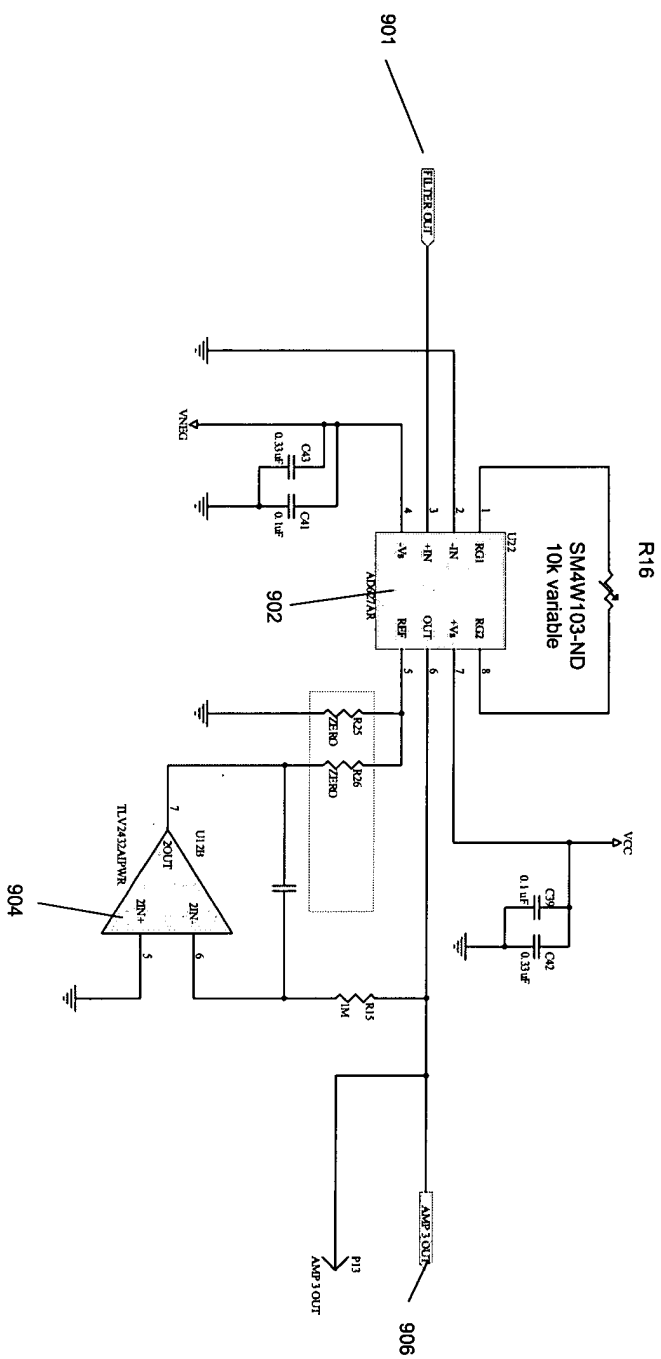 R16
SM4W103-ND
10k variable
VCC
C39
0.1 uF
C42
0.33uF
901
FILTER OUT
U22
1
RG1
RG2
8
2
-IN
+Vs
7
3
+IN
OUT
6
4
-Vs
REF
5
AD627AR
902
C43
0.33uF
C41
0.1uF
VNEG
R25
ZERO
R26
ZERO
R15
1M
7
2OUT
U12B
TLV2432AIPWR
2IN-
6
2IN+
5
904
AMP 3 OUT
906
P13
AMP 3 OUT